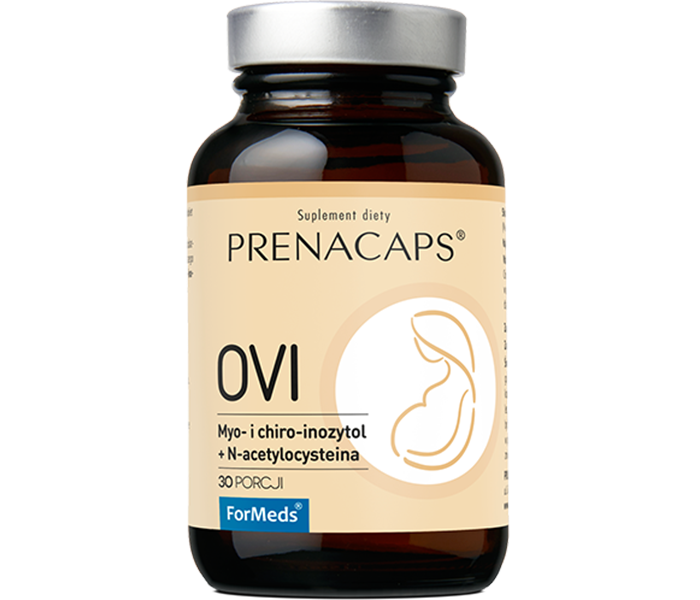 Suplement diety
PRENACAPS®
OVI
Myo- i chiro-inozytol
+ N-acetylocysteina
30 PORCJI
ForMeds®